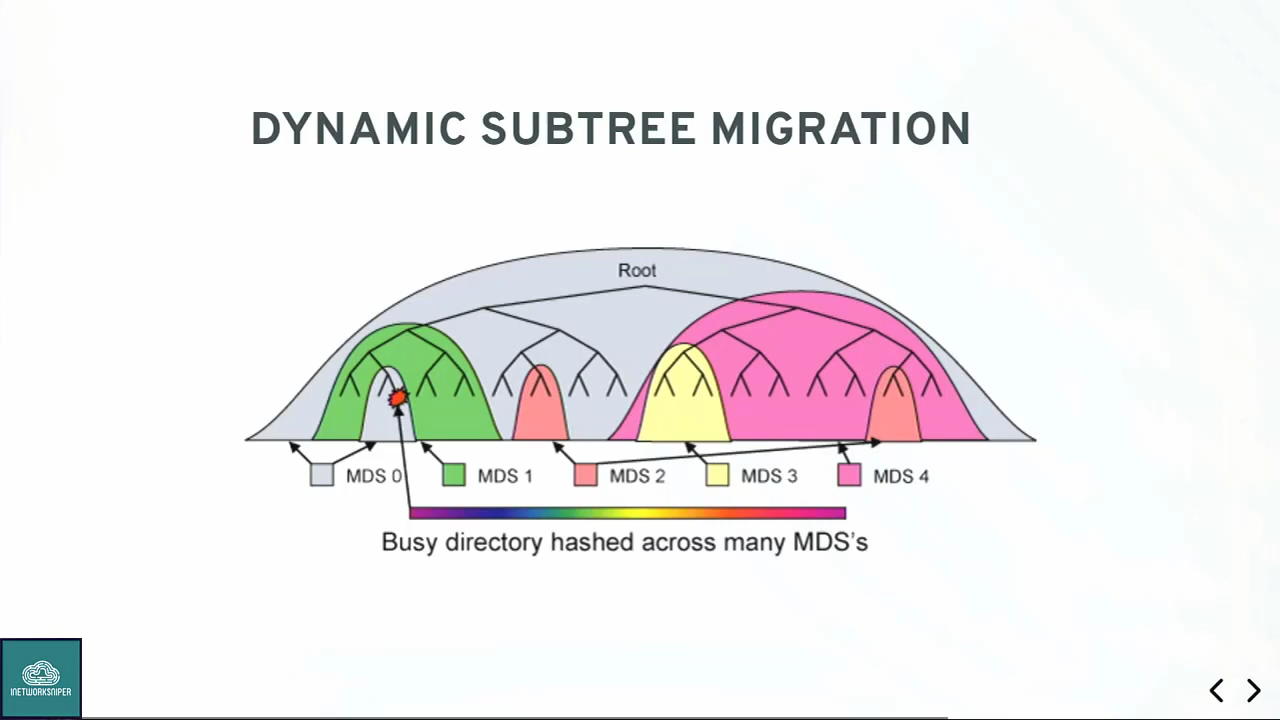 DYNAMIC SUBTREE MIGRATION
Root
MDS 0
MDS 1
MDS 2
MDS 3
MDS 4
Busy directory hashed across many MDS's
INETWORKSNIPER